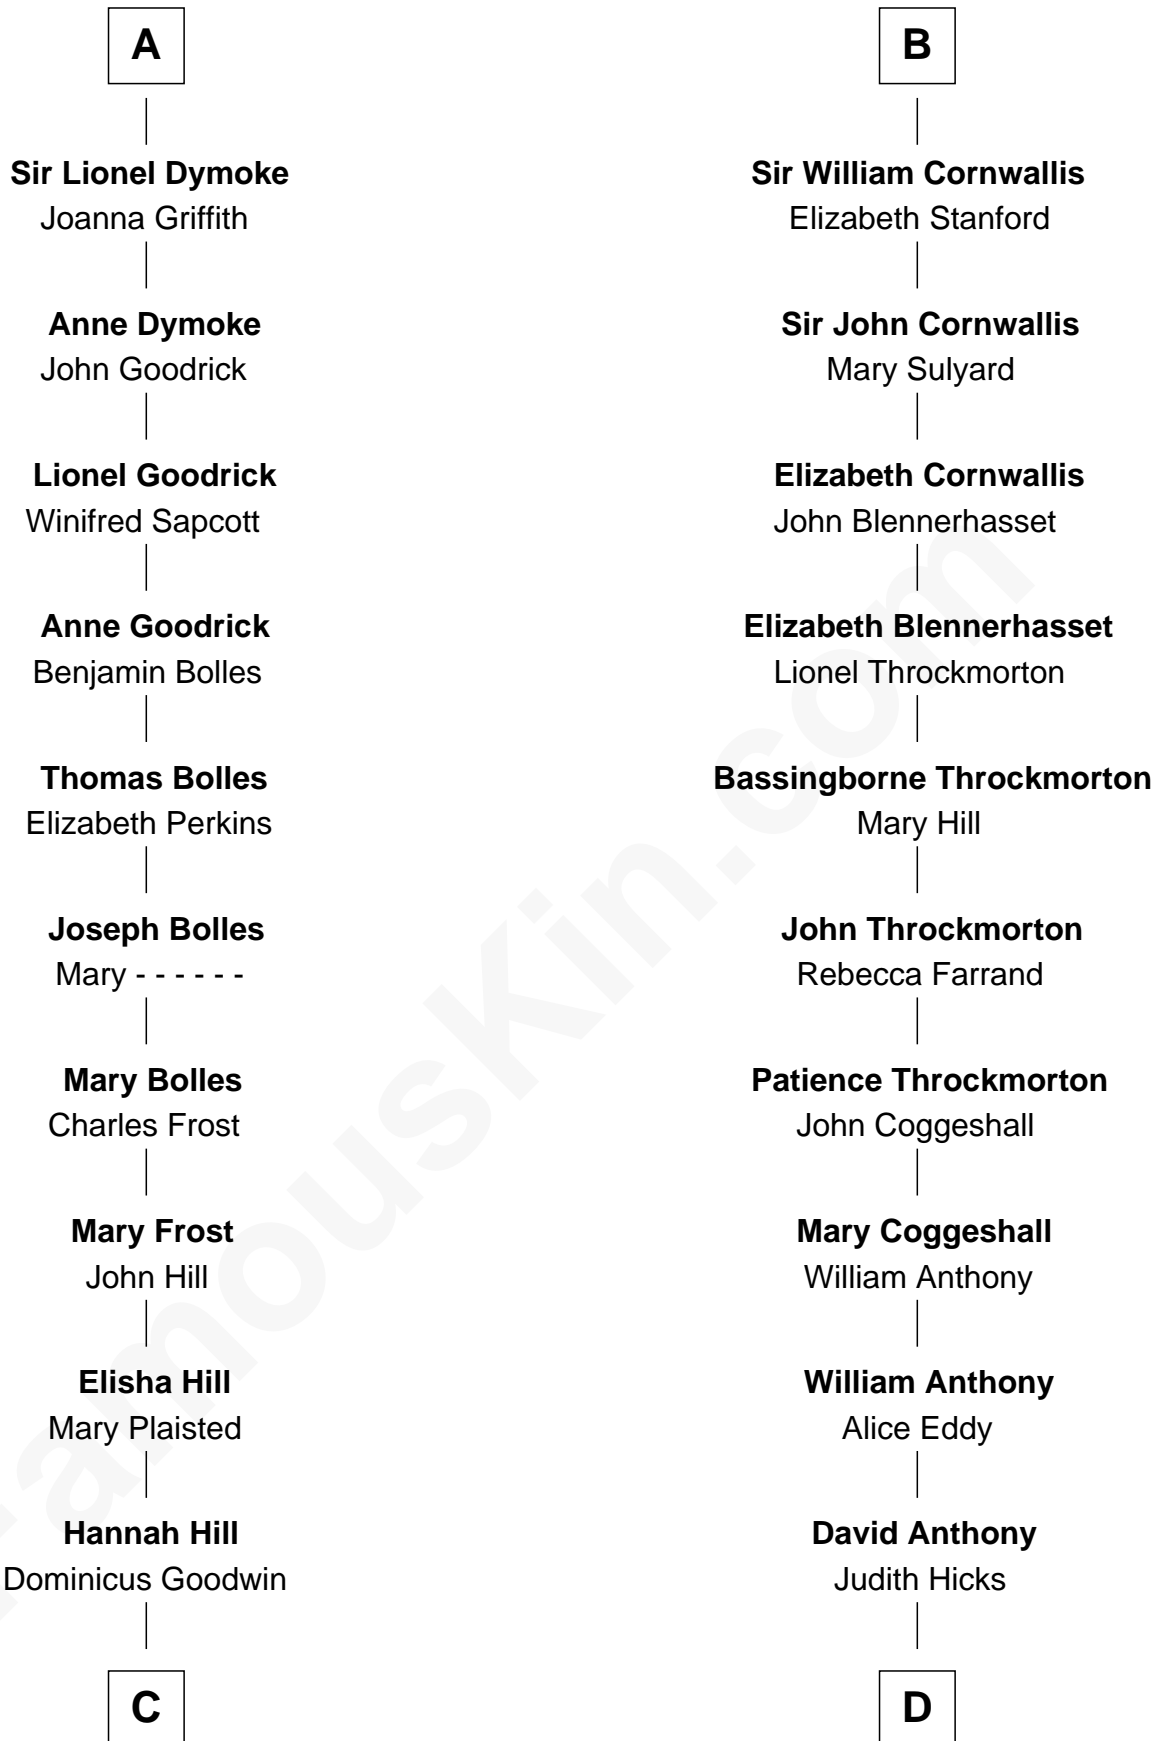 A
Sir Lionel Dymoke
Joanna Griffith
Anne Dymoke
John Goodrick
Lionel Goodrick
Winifred Sapcott
Anne Goodrick
Benjamin Bolles
Thomas Bolles
Elizabeth Perkins
Joseph Bolles
Mary - - - - - -
Mary Bolles
Charles Frost
Mary Frost
John Hill
Elisha Hill
Mary Plaisted
Hannah Hill
Dominicus Goodwin
C
B
Sir William Cornwallis
Elizabeth Stanford
Sir John Cornwallis
Mary Sulyard
Elizabeth Cornwallis
John Blennerhasset
Elizabeth Blennerhasset
Lionel Throckmorton
Bassingborne Throckmorton
Mary Hill
John Throckmorton
Rebecca Farrand
Patience Throckmorton
John Coggeshall
Mary Coggeshall
William Anthony
William Anthony
Alice Eddy
David Anthony
Judith Hicks
D
FamousKin.com